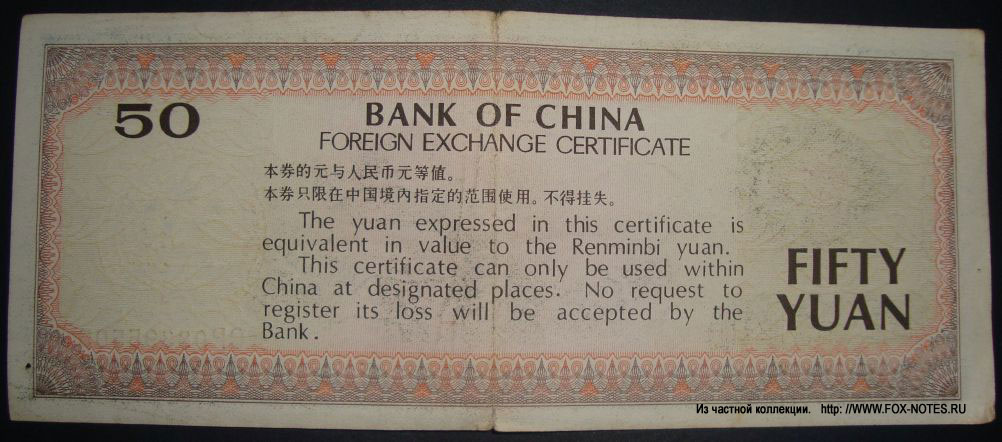 50
BANK OF CHINA
FOREIGN EXCHANGE CERTIFICATE
本券的元与人民币元等值。
本券只限在中国境内指定的范围使用。不得挂失。
The yuan expressed in this certificate is
equivalent in value to the Renminbi yuan.
This certificate can only be used within
China at designated places. No request to
register its loss will be accepted by the
Bank.
FIFTY
YUAN
Из частной коллекции. http: //WWW.FOX-NOTES.RU